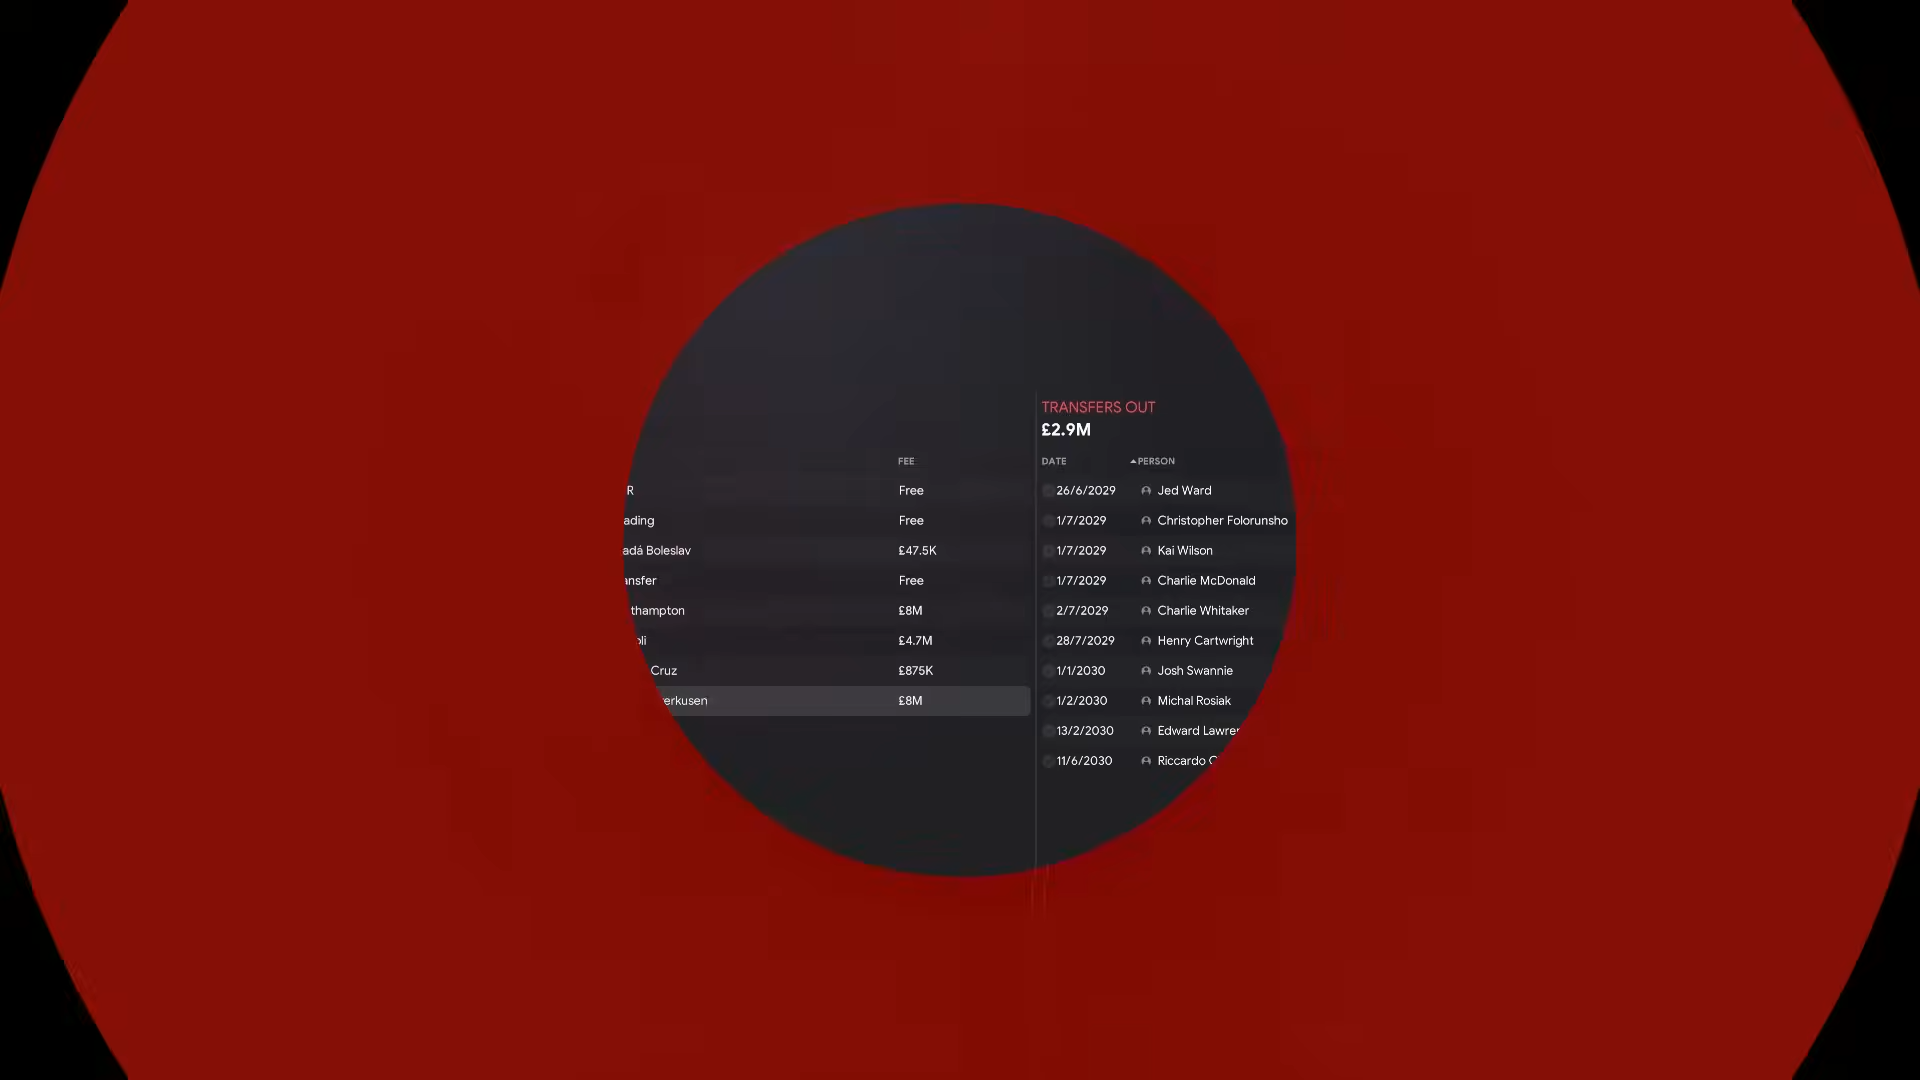 TRANSFERS OUT
£2.9M
FEE DATE PERSON
R Free 26/6/2029 Jed Ward
ading Free 1/7/2029 Christopher Folorunsho
adá Boleslav £47.5K 1/7/2029 Kai Wilson
ansfer Free 1/7/2029 Charlie McDonald
thampton £8M 2/7/2029 Charlie Whitaker
oli £4.7M 28/7/2029 Henry Cartwright
Cruz £875K 1/1/2030 Josh Swannie
erkusen £8M 1/2/2030 Michal Rosiak
13/2/2030 Edward Lawrer
11/6/2030 Riccardo